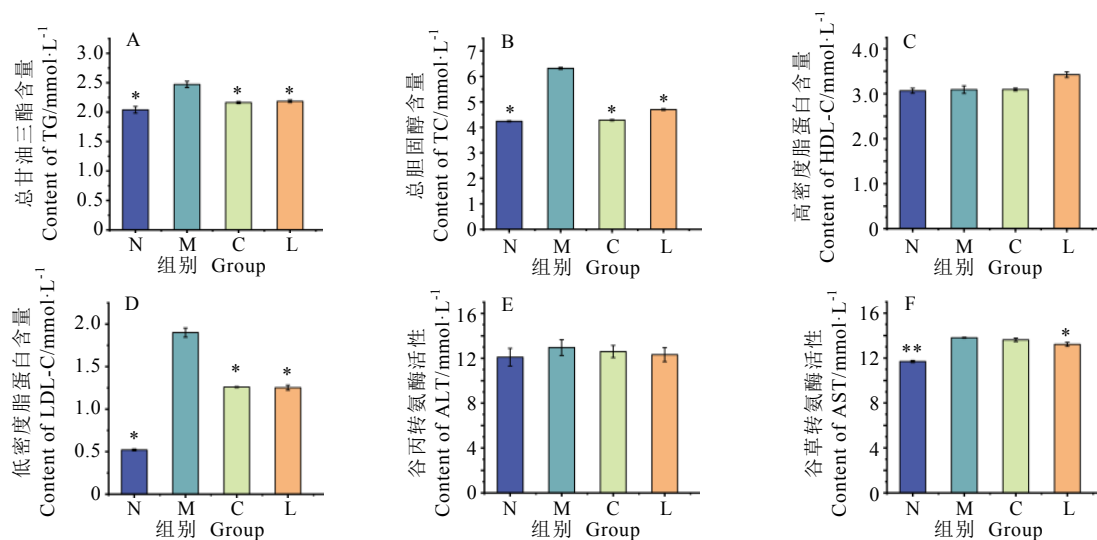 A
总甘油三酯含量
Content of TG/mmol·L⁻¹
3.0
2.5
2.0
1.5
1.0
0.5
0
*
*
*
N M C L
组别 Group
B
总胆固醇含量
Content of TC/mmol·L⁻¹
7
6
5
4
3
2
1
0
*
*
*
N M C L
组别 Group
C
高密度脂蛋白含量
Content of HDL-C/mmol·L⁻¹
4.0
3.0
2.0
1.0
0
N M C L
组别 Group
D
低密度脂蛋白含量
Content of LDL-C/mmol·L⁻¹
2.0
1.5
1.0
0.5
0
*
*
*
N M C L
组别 Group
E
谷丙转氨酶活性
Content of ALT/mmol·L⁻¹
16
12
8
4
0
N M C L
组别 Group
F
谷草转氨酶活性
Content of AST/mmol·L⁻¹
16
12
8
4
0
**
*
N M C L
组别 Group